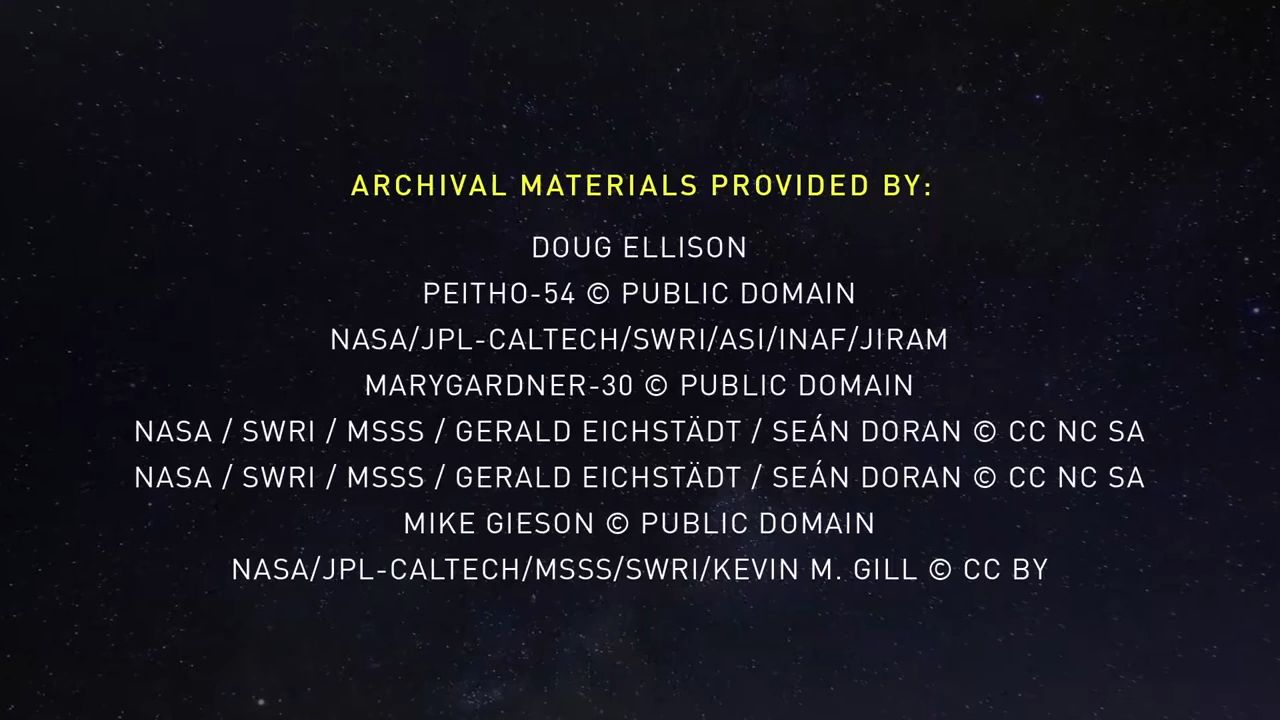 ARCHIVAL MATERIALS PROVIDED BY:
DOUG ELLISON
PEITHO-54 © PUBLIC DOMAIN
NASA/JPL-CALTECH/SWRI/ASI/INAF/JIRAM
MARYGARDNER-30 © PUBLIC DOMAIN
NASA / SWRI / MSSS / GERALD EICHSTÄDT / SEÁN DORAN © CC NC SA
NASA / SWRI / MSSS / GERALD EICHSTÄDT / SEÁN DORAN © CC NC SA
MIKE GIESON © PUBLIC DOMAIN
NASA/JPL-CALTECH/MSSS/SWRI/KEVIN M. GILL © CC BY